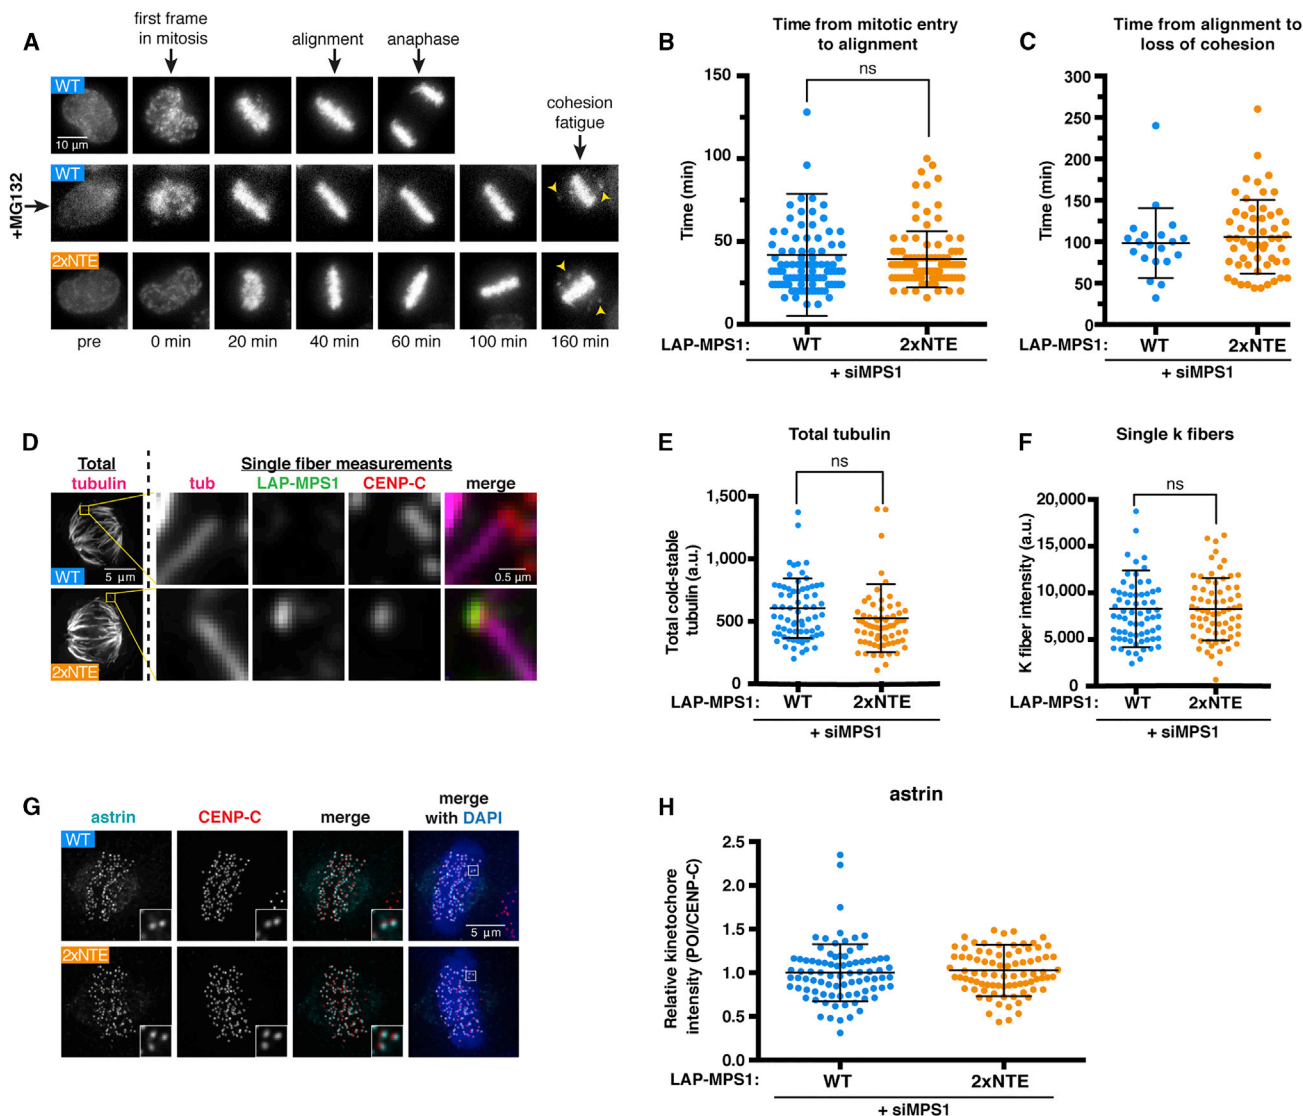 A
first frame
in mitosis
alignment
anaphase
WT
10 µm
cohesion
fatigue
+MG132
WT
2xNTE
pre
0 min
20 min
40 min
60 min
100 min
160 min
B
Time from mitotic entry
to alignment
ns
Time (min)
150
100
50
0
LAP-MPS1:
WT
2xNTE
+ siMPS1
C
Time from alignment to
loss of cohesion
Time (min)
300
250
200
150
100
50
0
LAP-MPS1:
WT
2xNTE
+ siMPS1
D
Total
tubulin
Single fiber measurements
tub
LAP-MPS1
CENP-C
merge
5 µm
WT
0.5 µm
2xNTE
E
Total tubulin
ns
Total cold-stable
tubulin (a.u.)
1,500
1,000
500
0
LAP-MPS1:
WT
2xNTE
+ siMPS1
F
Single k fibers
ns
K fiber intensity (a.u.)
20,000
15,000
10,000
5,000
0
LAP-MPS1:
WT
2xNTE
+ siMPS1
G
astrin
CENP-C
merge
merge
with DAPI
WT
5 µm
2xNTE
H
astrin
Relative kinetochore
intensity (POI/CENP-C)
2.5
2.0
1.5
1.0
0.5
0.0
LAP-MPS1:
WT
2xNTE
+ siMPS1